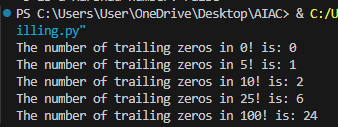 PS C:\Users\User\OneDrive\Desktop\AIAC> & C:/U
illing.py"
The number of trailing zeros in 0! is: 0
The number of trailing zeros in 5! is: 1
The number of trailing zeros in 10! is: 2
The number of trailing zeros in 25! is: 6
The number of trailing zeros in 100! is: 24